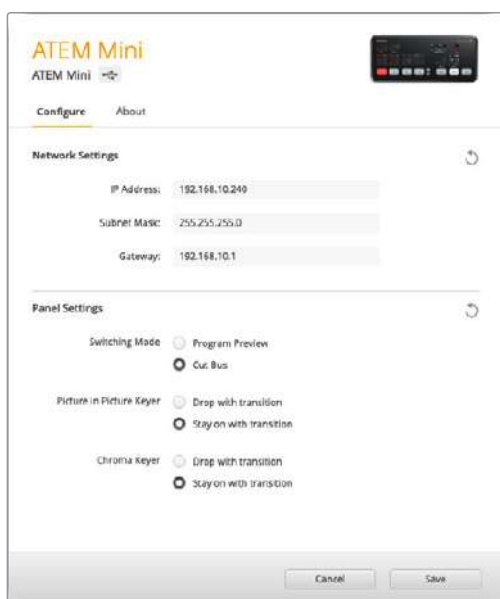 ATEM Mini
ATEM Mini
Configure About
Network Settings
IP Address: 192.168.10.240
Subnet Mask: 255.255.255.0
Gateway: 192.168.10.1
Panel Settings
Switching Mode Program Preview
Cut Bus
Picture in Picture Keyer Drop with transition
Stay on with transition
Chroma Keyer Drop with transition
Stay on with transition
Cancel Save